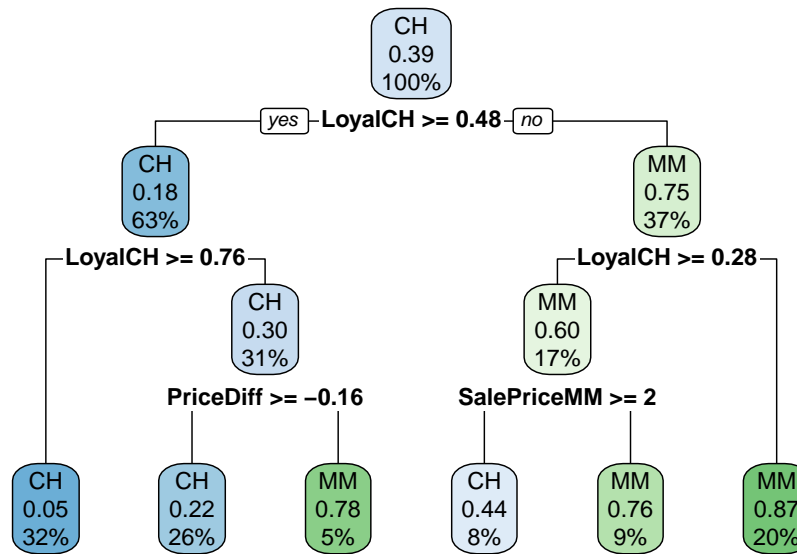 CH
0.39
100%
yes LoyalCH >= 0.48 no
CH
0.18
63%
MM
0.75
37%
LoyalCH >= 0.76
LoyalCH >= 0.28
CH
0.30
31%
MM
0.60
17%
PriceDiff >= −0.16
SalePriceMM >= 2
CH
0.05
32%
CH
0.22
26%
MM
0.78
5%
CH
0.44
8%
MM
0.76
9%
MM
0.87
20%